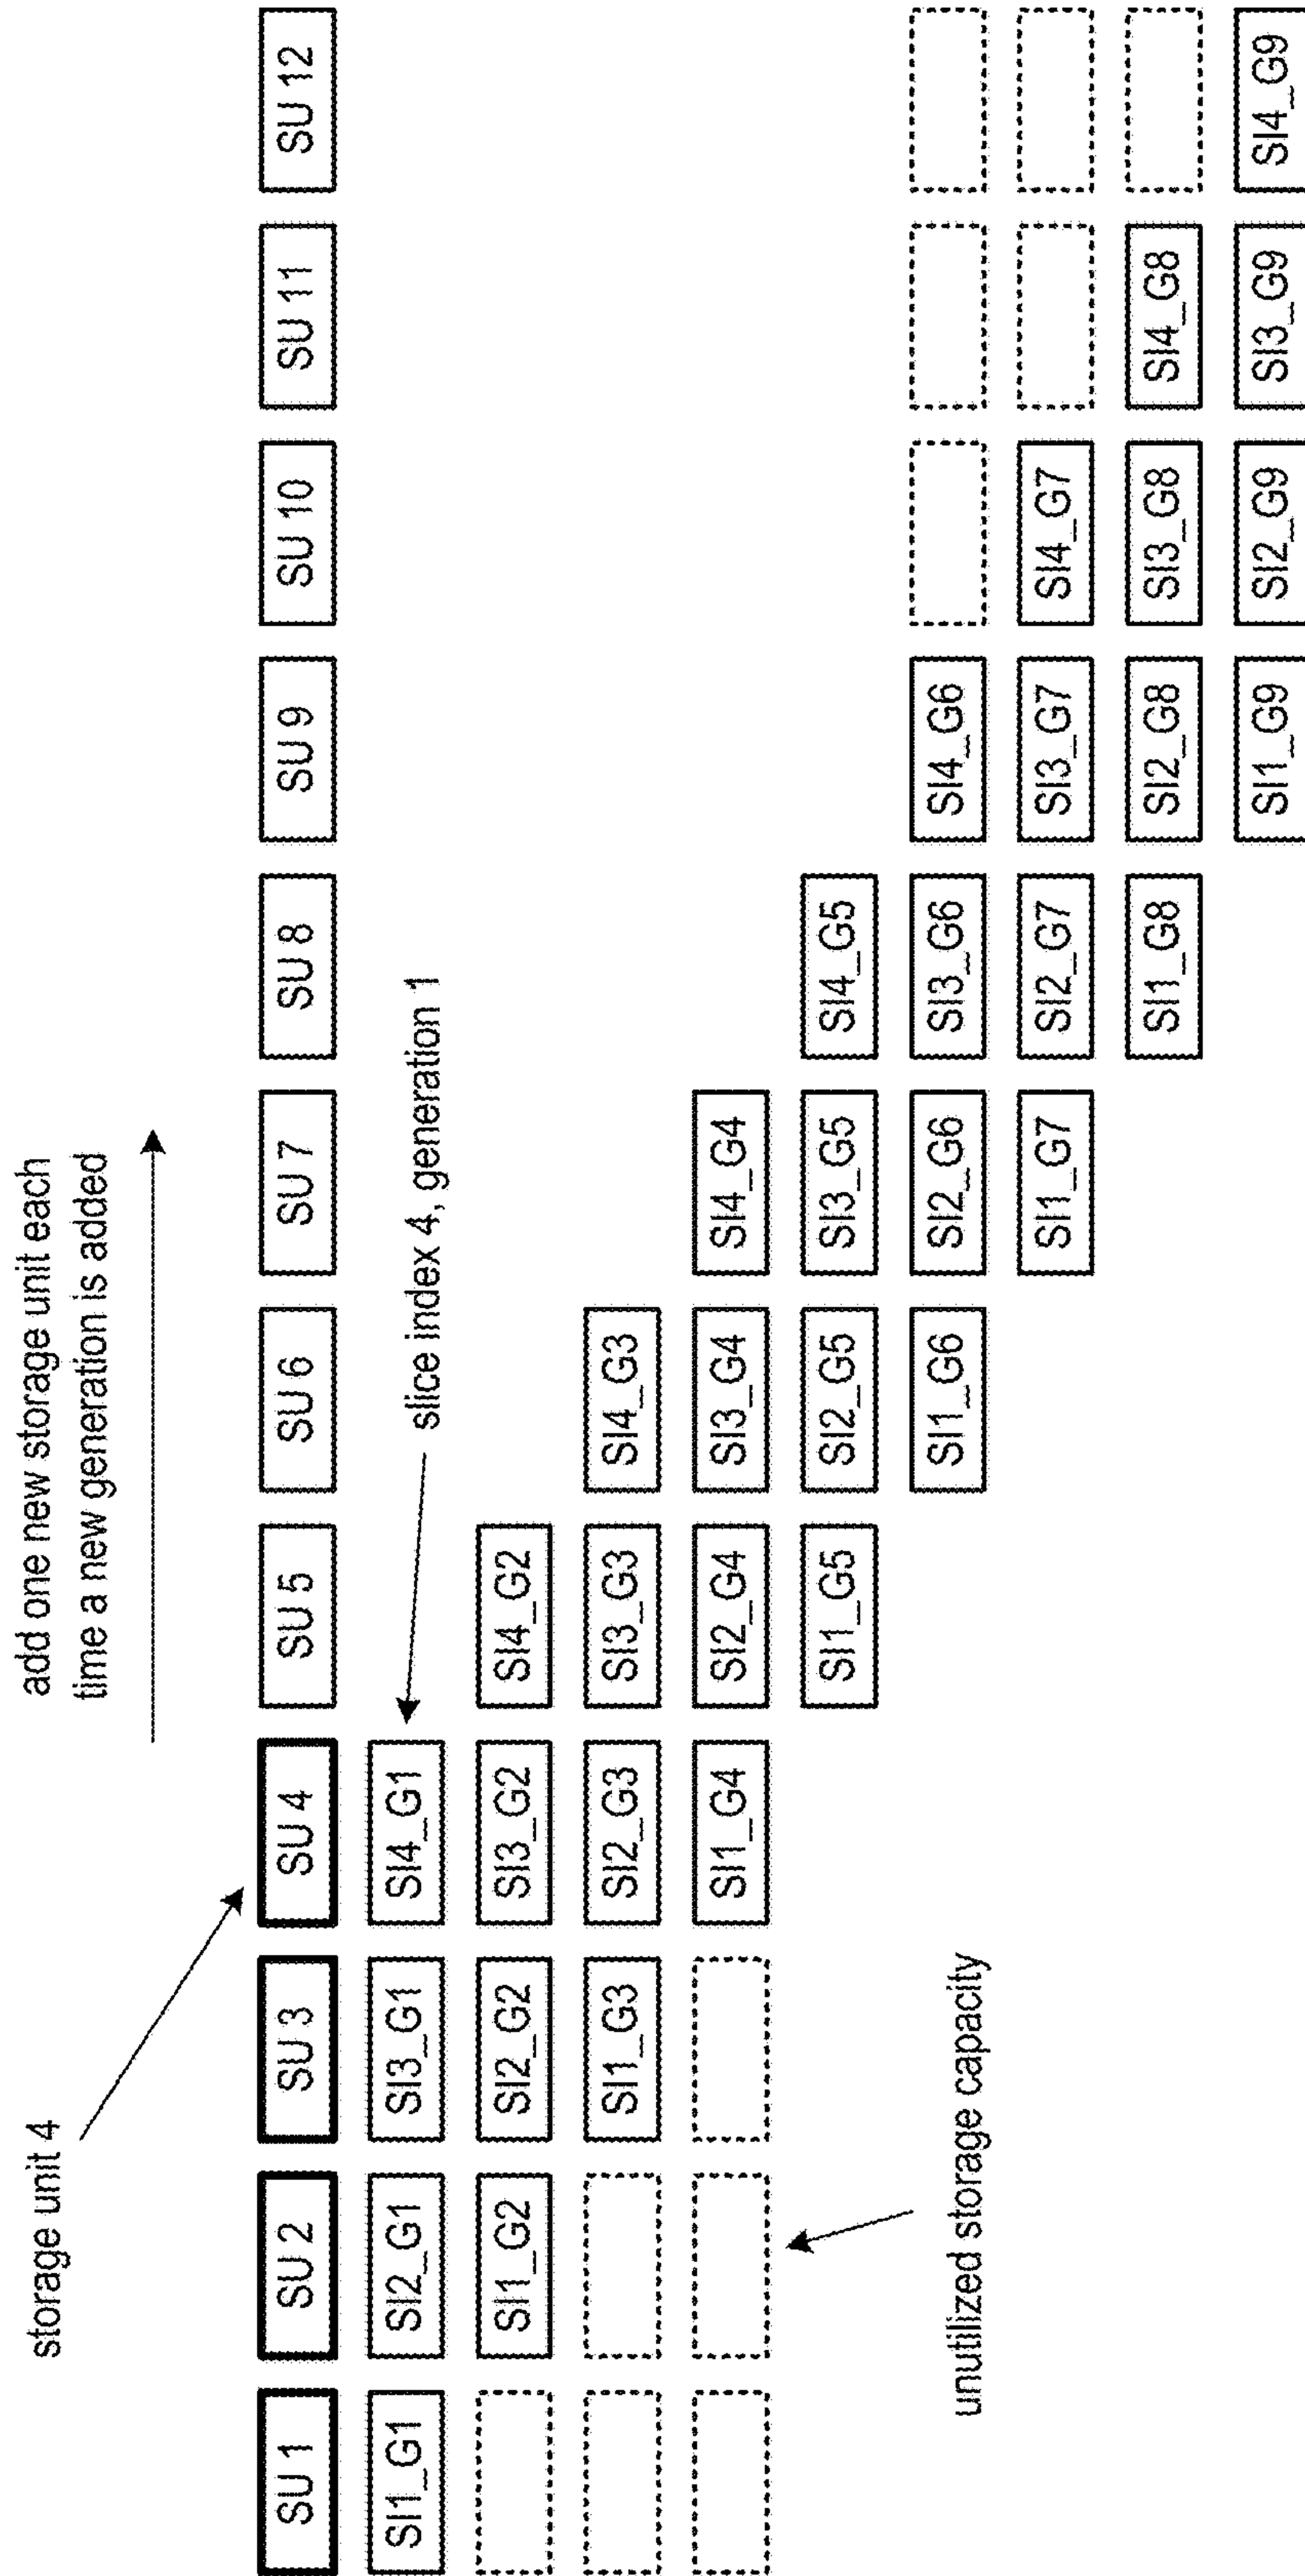 add one new storage unit each
time a new generation is added
storage unit 4
SU 1 SU 2 SU 3 SU 4 SU 5 SU 6 SU 7 SU 8 SU 9 SU 10 SU 11 SU 12
SI1_G1 SI2_G1 SI3_G1 SI4_G1
slice index 4, generation 1
SI1_G2 SI2_G2 SI3_G2 SI4_G2
SI1_G3 SI2_G3 SI3_G3 SI4_G3
SI1_G4 SI2_G4 SI3_G4 SI4_G4
SI1_G5 SI2_G5 SI3_G5 SI4_G5
unutilized storage capacity
SI1_G6 SI2_G6 SI3_G6 SI4_G6
SI1_G7 SI2_G7 SI3_G7 SI4_G7
SI1_G8 SI2_G8 SI3_G8 SI4_G8
SI1_G9 SI2_G9 SI3_G9 SI4_G9